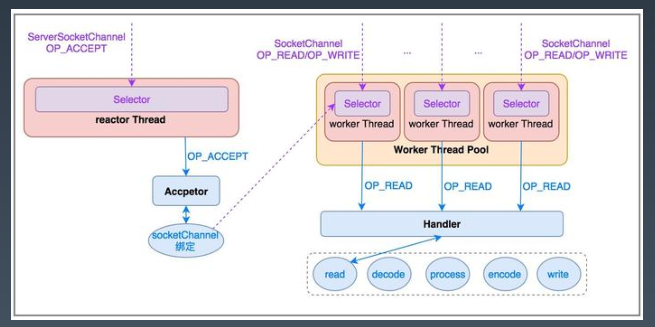 ServerSocketChannel
OP_ACCEPT
SocketChannel
OP_READ/OP_WRITE
...
...
SocketChannel
OP_READ/OP_WRITE
Selector
reactor Thread
Selector
worker Thread
Selector
worker Thread
Selector
worker Thread
Worker Thread Pool
OP_ACCEPT
Accpetor
socketChannel
绑定
OP_READ
OP_READ
OP_READ
Handler
read
decode
process
encode
write